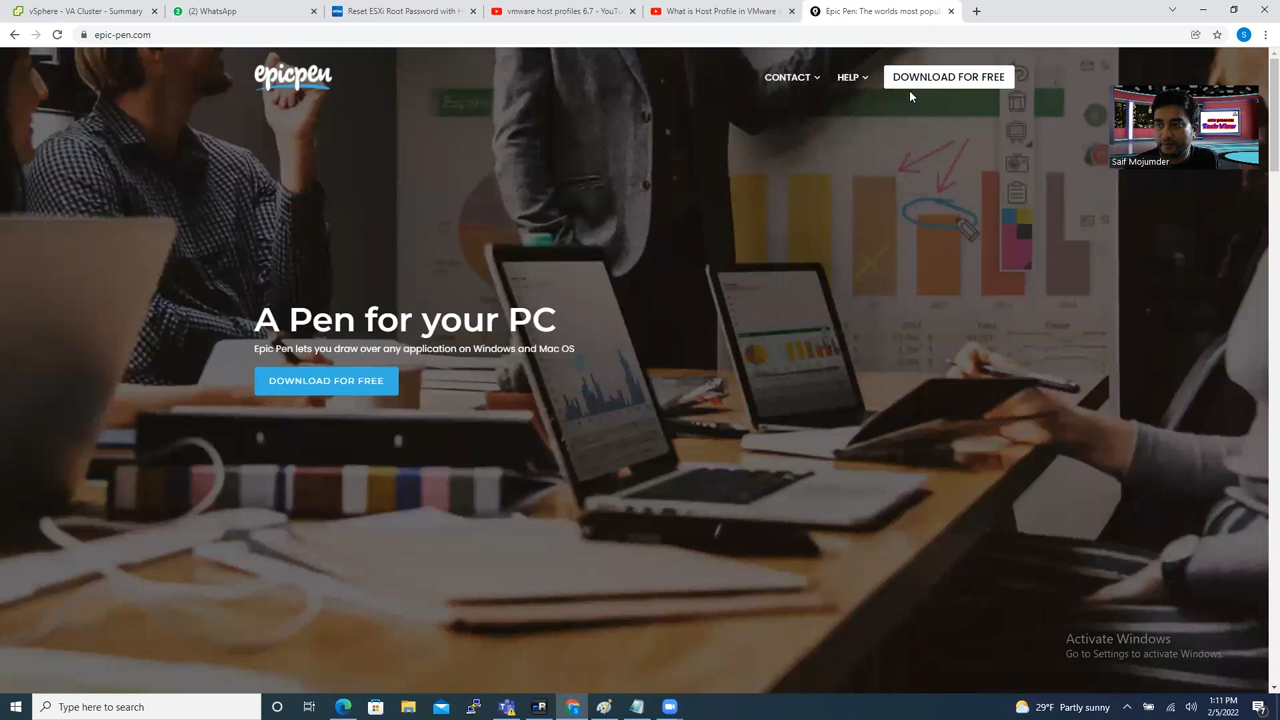 vSphere - VA Cluster - Summary
(2) WhatsApp
Reset ESXi Root Password with H
vmware host profiles 6.7 - YouTu
What is Host Profile in VMware
Epic Pen: The worlds most popul
epic-pen.com
epicpen
CONTACT
HELP
DOWNLOAD FOR FREE
Tech View
Saif Mojumder
A Pen for your PC
Epic Pen lets you draw over any application on Windows and Mac OS
DOWNLOAD FOR FREE
Activate Windows
Go to Settings to activate Windows.
Type here to search
29°F Partly sunny
1:11 PM
2/5/2022